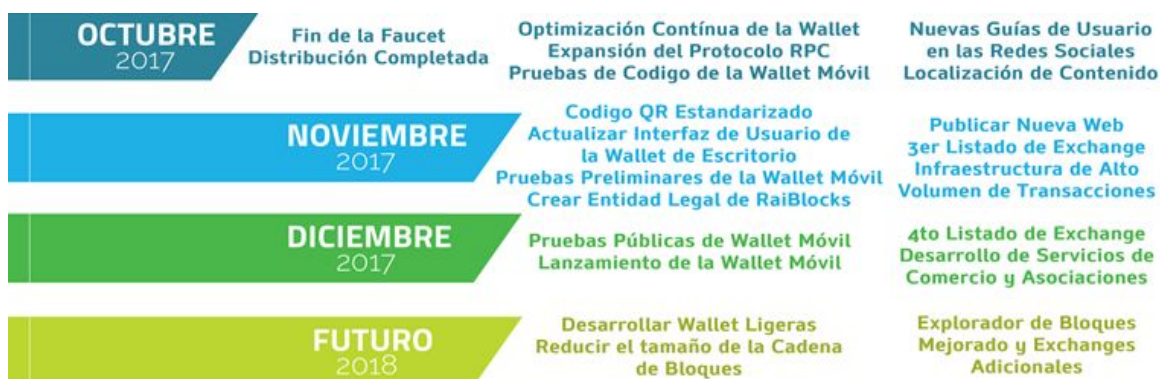 OCTUBRE
2017
Fin de la Faucet
Distribución Completada
Optimización Contínua de la Wallet
Expansión del Protocolo RPC
Pruebas de Codigo de la Wallet Móvil
Nuevas Guías de Usuario
en las Redes Sociales
Localización de Contenido
NOVIEMBRE
2017
Codigo QR Estandarizado
Actualizar Interfaz de Usuario de
la Wallet de Escritorio
Pruebas Preliminares de la Wallet Móvil
Crear Entidad Legal de RaiBlocks
Publicar Nueva Web
3er Listado de Exchange
Infraestructura de Alto
Volumen de Transacciones
DICIEMBRE
2017
Pruebas Públicas de Wallet Móvil
Lanzamiento de la Wallet Móvil
4to Listado de Exchange
Desarrollo de Servicios de
Comercio y Asociaciones
FUTURO
2018
Desarrollar Wallet Ligeras
Reducir el tamaño de la Cadena
de Bloques
Explorador de Bloques
Mejorado y Exchanges
Adicionales